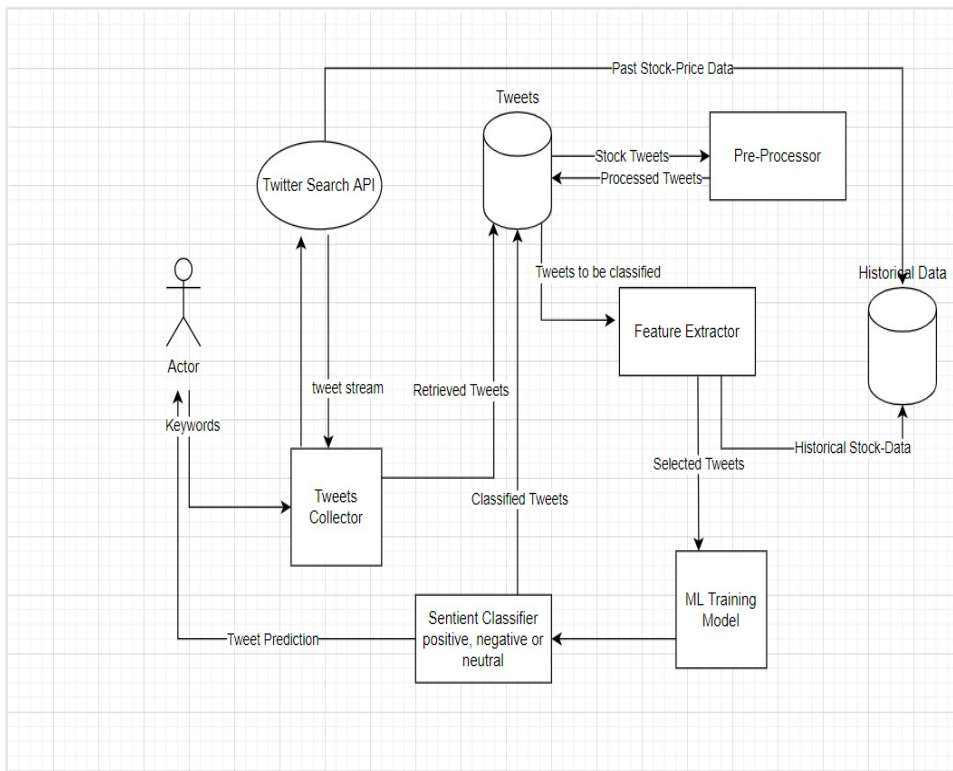 Past Stock-Price Data
Tweets
Stock Tweets
Pre-Processor
Processed Tweets
Twitter Search API
Tweets to be classified
Historical Data
Feature Extractor
Actor
tweet stream
Retrieved Tweets
Keywords
Historical Stock-Data
Selected Tweets
Tweets
Collector
Classified Tweets
ML Training
Model
Sentient Classifier
positive, negative or
neutral
Tweet Prediction